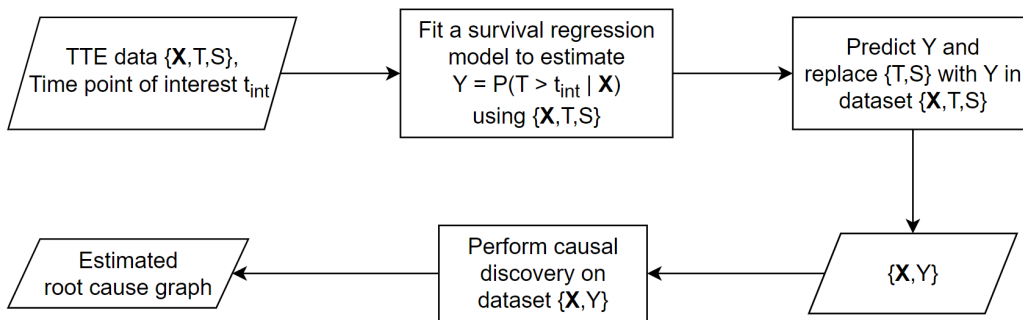 TTE data {X,T,S},
Time point of interest t_int
Fit a survival regression
model to estimate
Y = P(T > t_int | X)
using {X,T,S}
Predict Y and
replace {T,S} with Y in
dataset {X,T,S}
{X,Y}
Perform causal
discovery on
dataset {X,Y}
Estimated
root cause graph